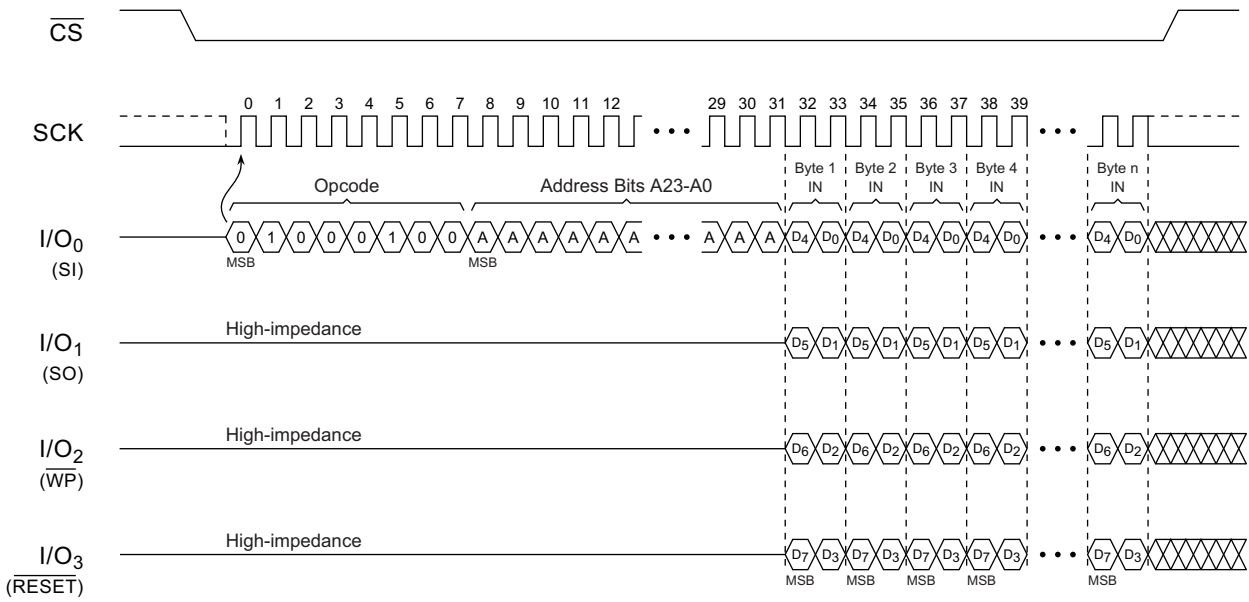 CS
0 1 2 3 4 5 6 7 8 9 10 11 12 29 30 31 32 33 34 35 36 37 38 39
SCK • • • • • •
Opcode Address Bits A23-A0 Byte 1 IN Byte 2 IN Byte 3 IN Byte 4 IN Byte n IN
I/O0 (SI) 0 1 0 0 0 1 0 0 A A A A A A • • • A A A D4 D0 D4 D0 D4 D0 D4 D0 • • • D4 D0
MSB MSB
High-impedance
I/O1 (SO) D5 D1 D5 D1 D5 D1 D5 D1 • • • D5 D1
High-impedance
I/O2 (WP) D6 D2 D6 D2 D6 D2 D6 D2 • • • D6 D2
High-impedance
I/O3 (RESET) D7 D3 D7 D3 D7 D3 D7 D3 • • • D7 D3
MSB MSB MSB MSB MSB